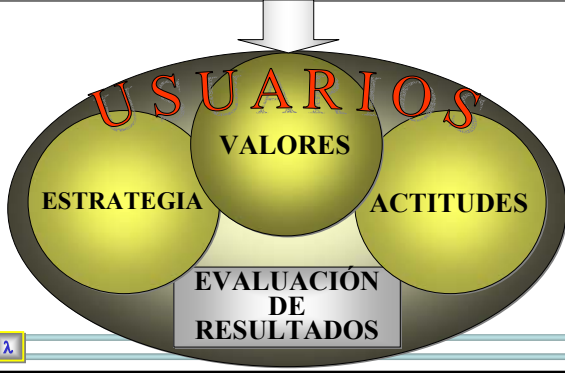 USUARIOS
VALORES
ESTRATEGIA
ACTITUDES
EVALUACIÓN
DE
RESULTADOS
λ